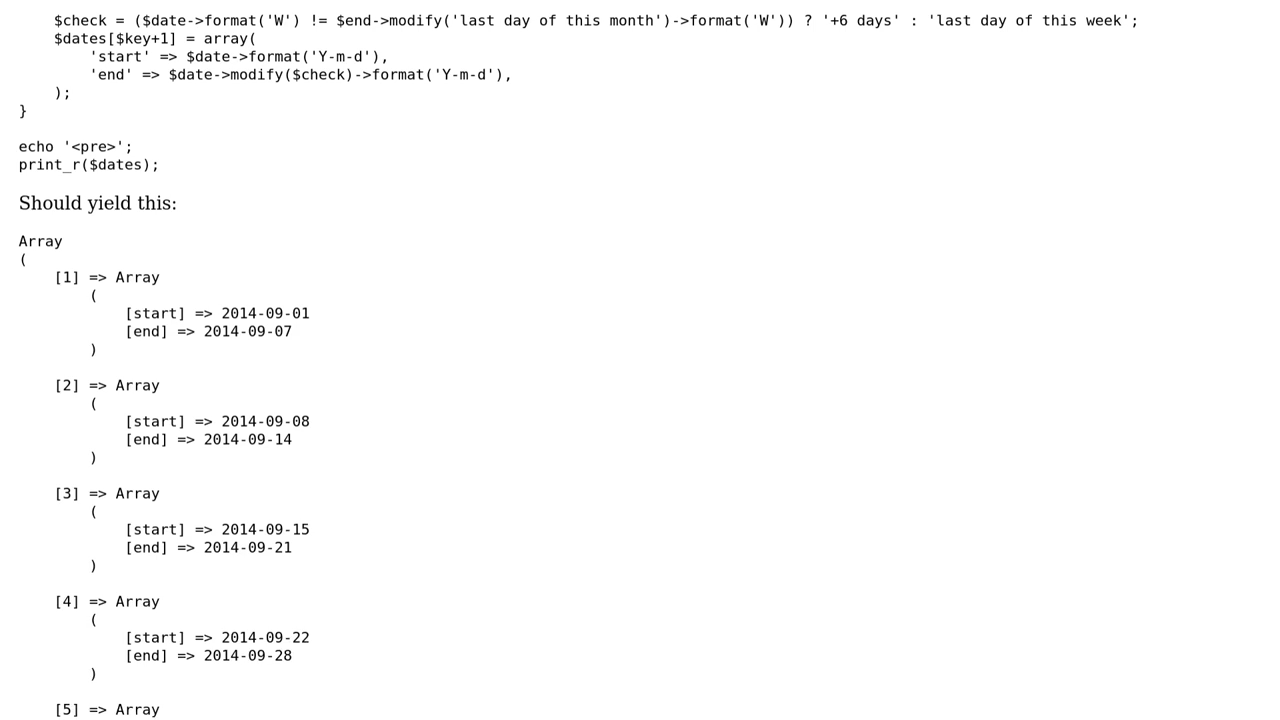 $check = ($date->format('W') != $end->modify('last day of this month')->format('W')) ? '+6 days' : 'last day of this week';
$dates[$key+1] = array(
'start' => $date->format('Y-m-d'),
'end' => $date->modify($check)->format('Y-m-d'),
);
}
echo '<pre>';
print_r($dates);
Should yield this:
Array
(
[1] => Array
(
[start] => 2014-09-01
[end] => 2014-09-07
)
[2] => Array
(
[start] => 2014-09-08
[end] => 2014-09-14
)
[3] => Array
(
[start] => 2014-09-15
[end] => 2014-09-21
)
[4] => Array
(
[start] => 2014-09-22
[end] => 2014-09-28
)
[5] => Array